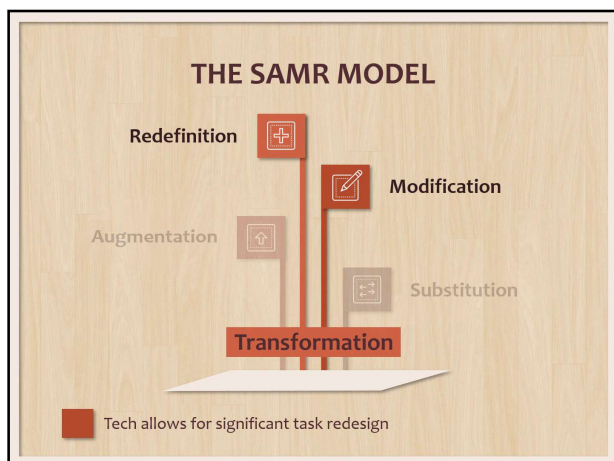 THE SAMR MODEL
Redefinition
Modification
Augmentation
Substitution
Transformation
Tech allows for significant task redesign